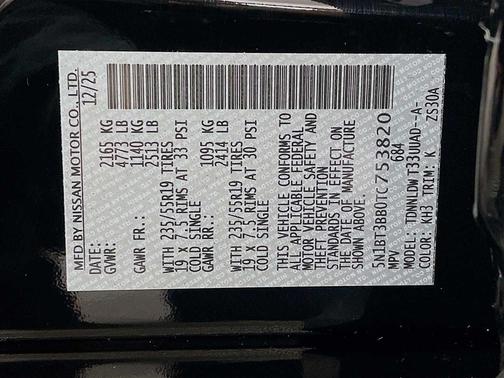 MFD BY NISSAN MOTOR CO., LTD.
DATE: 12/25
GVWR: 2165 KG
4773 LB
GAWR FR.: 1140 KG
2513 LB
WITH 235/55R19 TIRES
19 X 7.5 RIMS AT 33 PSI
COLD SINGLE
GAWR RR.: 1095 KG
2414 LB
WITH 235/55R19 TIRES
19 X 7.5 RIMS AT 30 PSI
COLD SINGLE
THIS VEHICLE CONFORMS TO
ALL APPLICABLE FEDERAL
MOTOR VEHICLE SAFETY AND
THEFT PREVENTION
STANDARDS IN EFFECT ON
THE DATE OF MANUFACTURE
SHOWN ABOVE.
5N1BT3BB0TC753820
MPV 684
MODEL: TDNNLDW T33UUAD--A-
COLOR: KH3 TRIM: K ZS30A